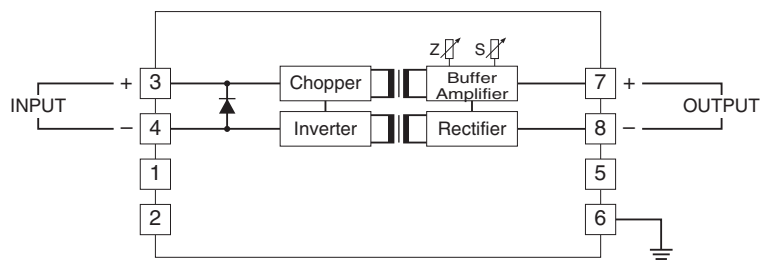 Z S
+ 3 Chopper Buffer Amplifier 7 +
INPUT OUTPUT
− 4 Inverter Rectifier 8 −
1 5
2 6